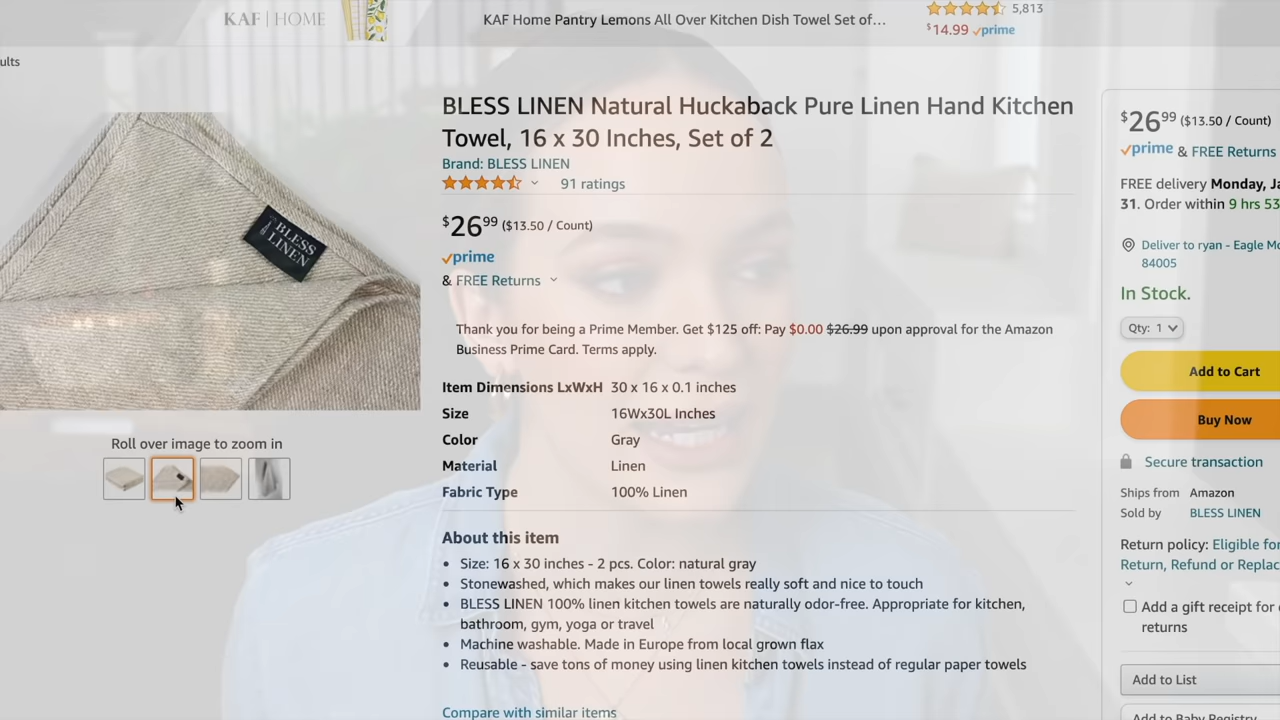 KAF | HOME
KAF Home Pantry Lemons All Over Kitchen Dish Towel Set of...
5,813
$14.99 prime
ults
BLESS LINEN Natural Huckaback Pure Linen Hand Kitchen
Towel, 16 x 30 Inches, Set of 2
Brand: BLESS LINEN
91 ratings
$26.99 ($13.50 / Count)
prime
& FREE Returns
Thank you for being a Prime Member. Get $125 off: Pay $0.00 $26.99 upon approval for the Amazon
Business Prime Card. Terms apply.
Item Dimensions LxWxH 30 x 16 x 0.1 inches
Size 16Wx30L Inches
Color Gray
Material Linen
Fabric Type 100% Linen
About this item
• Size: 16 x 30 inches - 2 pcs. Color: natural gray
• Stonewashed, which makes our linen towels really soft and nice to touch
• BLESS LINEN 100% linen kitchen towels are naturally odor-free. Appropriate for kitchen,
bathroom, gym, yoga or travel
• Machine washable. Made in Europe from local grown flax
• Reusable - save tons of money using linen kitchen towels instead of regular paper towels
Compare with similar items
BLESS
LINEN
Roll over image to zoom in
$26.99 ($13.50 / Count)
prime & FREE Returns
FREE delivery Monday, Ja
31. Order within 9 hrs 53
Deliver to ryan - Eagle Mo
84005
In Stock.
Qty: 1
Add to Cart
Buy Now
Secure transaction
Ships from Amazon
Sold by BLESS LINEN
Return policy: Eligible for
Return, Refund or Replac
Add a gift receipt for
returns
Add to List
Add to Baby Registry